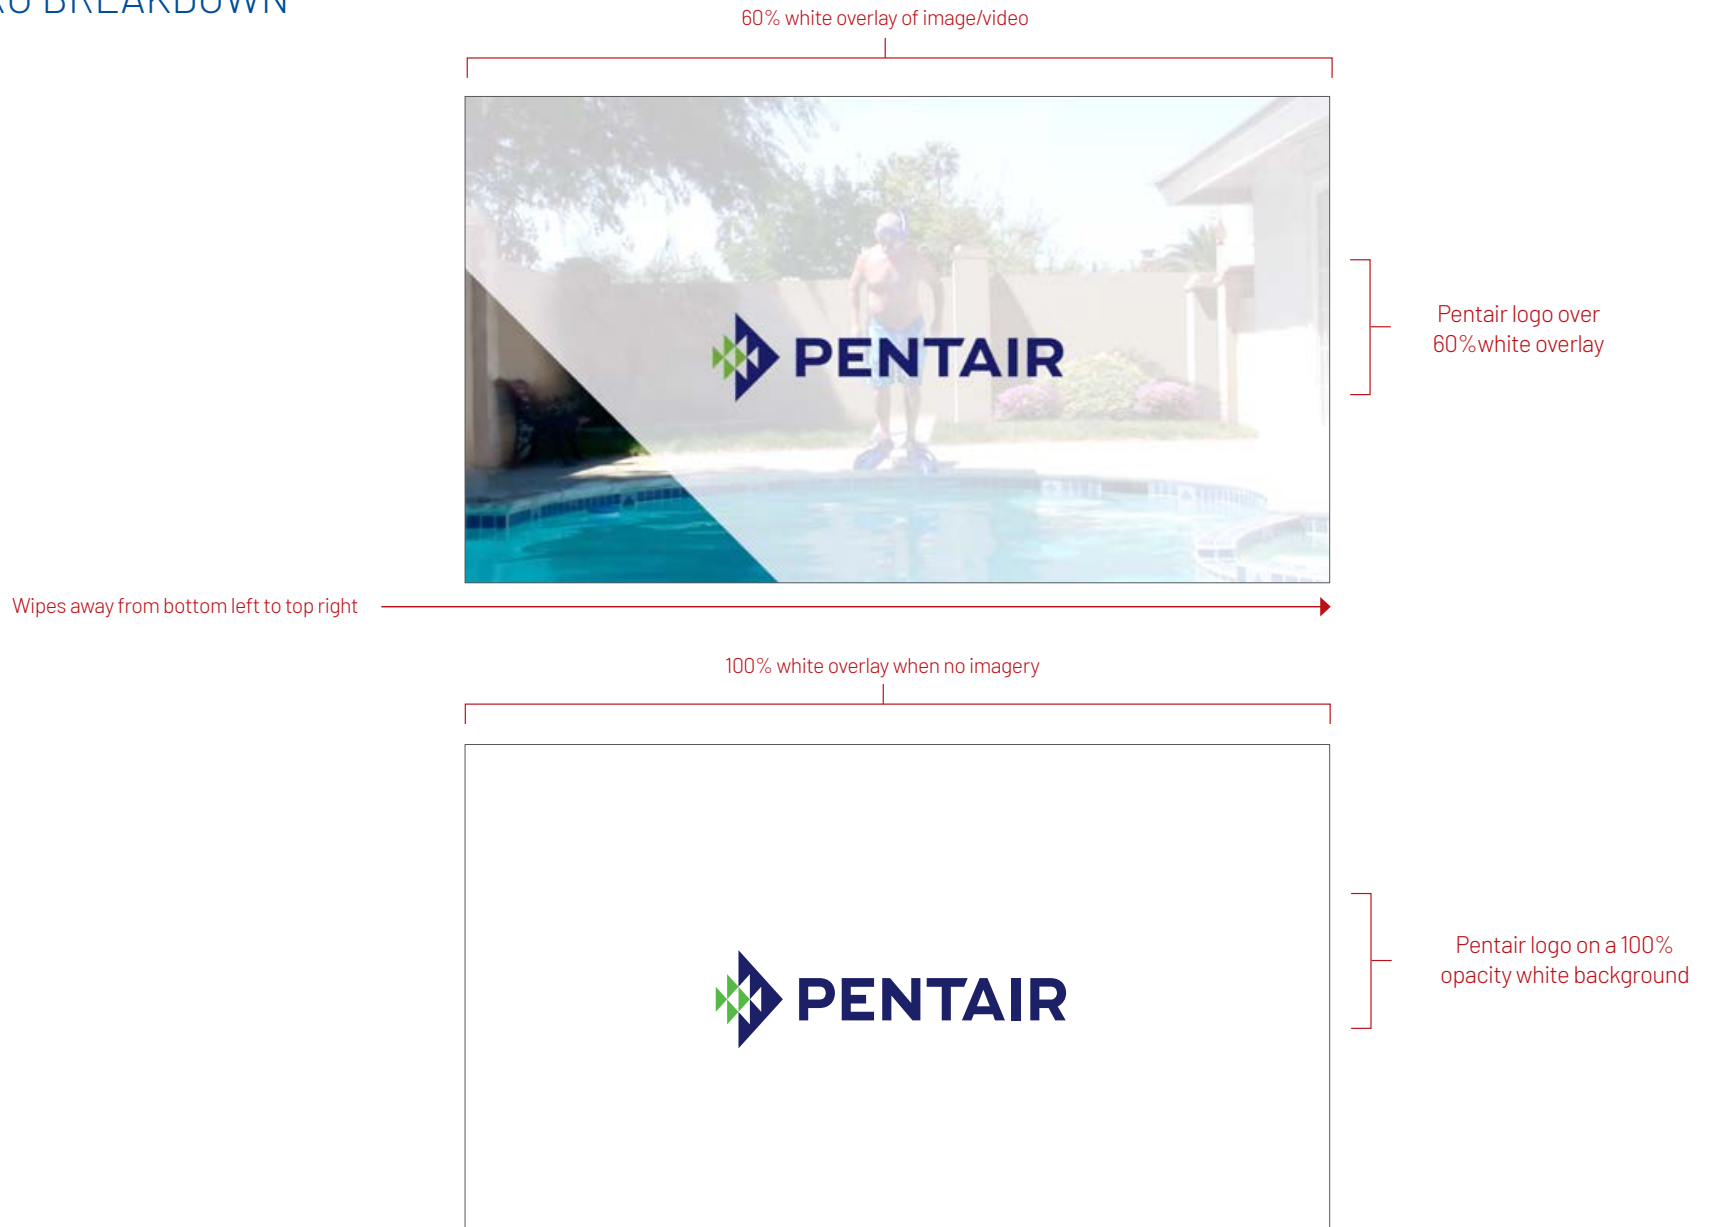 BREAKDOWN
60% white overlay of image/video
PENTAIR
Pentair logo over
60%white overlay
Wipes away from bottom left to top right
100% white overlay when no imagery
PENTAIR
Pentair logo on a 100%
opacity white background